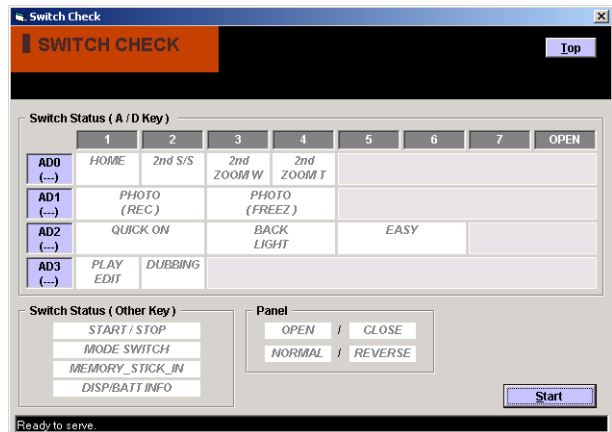 Switch Check
SWITCH CHECK
Top
Switch Status ( A / D Key )
1 2 3 4 5 6 7 OPEN
AD0 HOME 2nd S/S 2nd 2nd
(---) ZOOM W ZOOM T
AD1 PHOTO PHOTO
(---) (REC) (FREEZ)
AD2 QUICK ON BACK EASY
(---) LIGHT
AD3 PLAY DUBBING
(---) EDIT
Switch Status ( Other Key )
START / STOP
MODE SWITCH
MEMORY_STICK_IN
DISP/BATT INFO
Panel
OPEN / CLOSE
NORMAL / REVERSE
Start
Ready to serve.